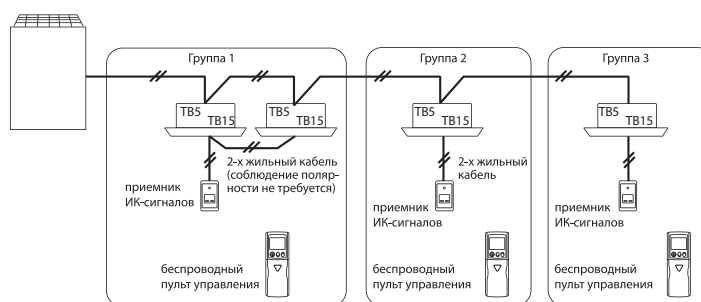 Группа 1
Группа 2
Группа 3
TB5
TB15
TB5
TB15
TB5
TB15
TB5
TB15
2-х жильный кабель
(соблюдение поляр-
ности не требуется)
2-х жильный
кабель
приемник
ИК-сигналов
приемник
ИК-сигналов
приемник
ИК-сигналов
беспроводный
пульт управления
беспроводный
пульт управления
беспроводный
пульт управления